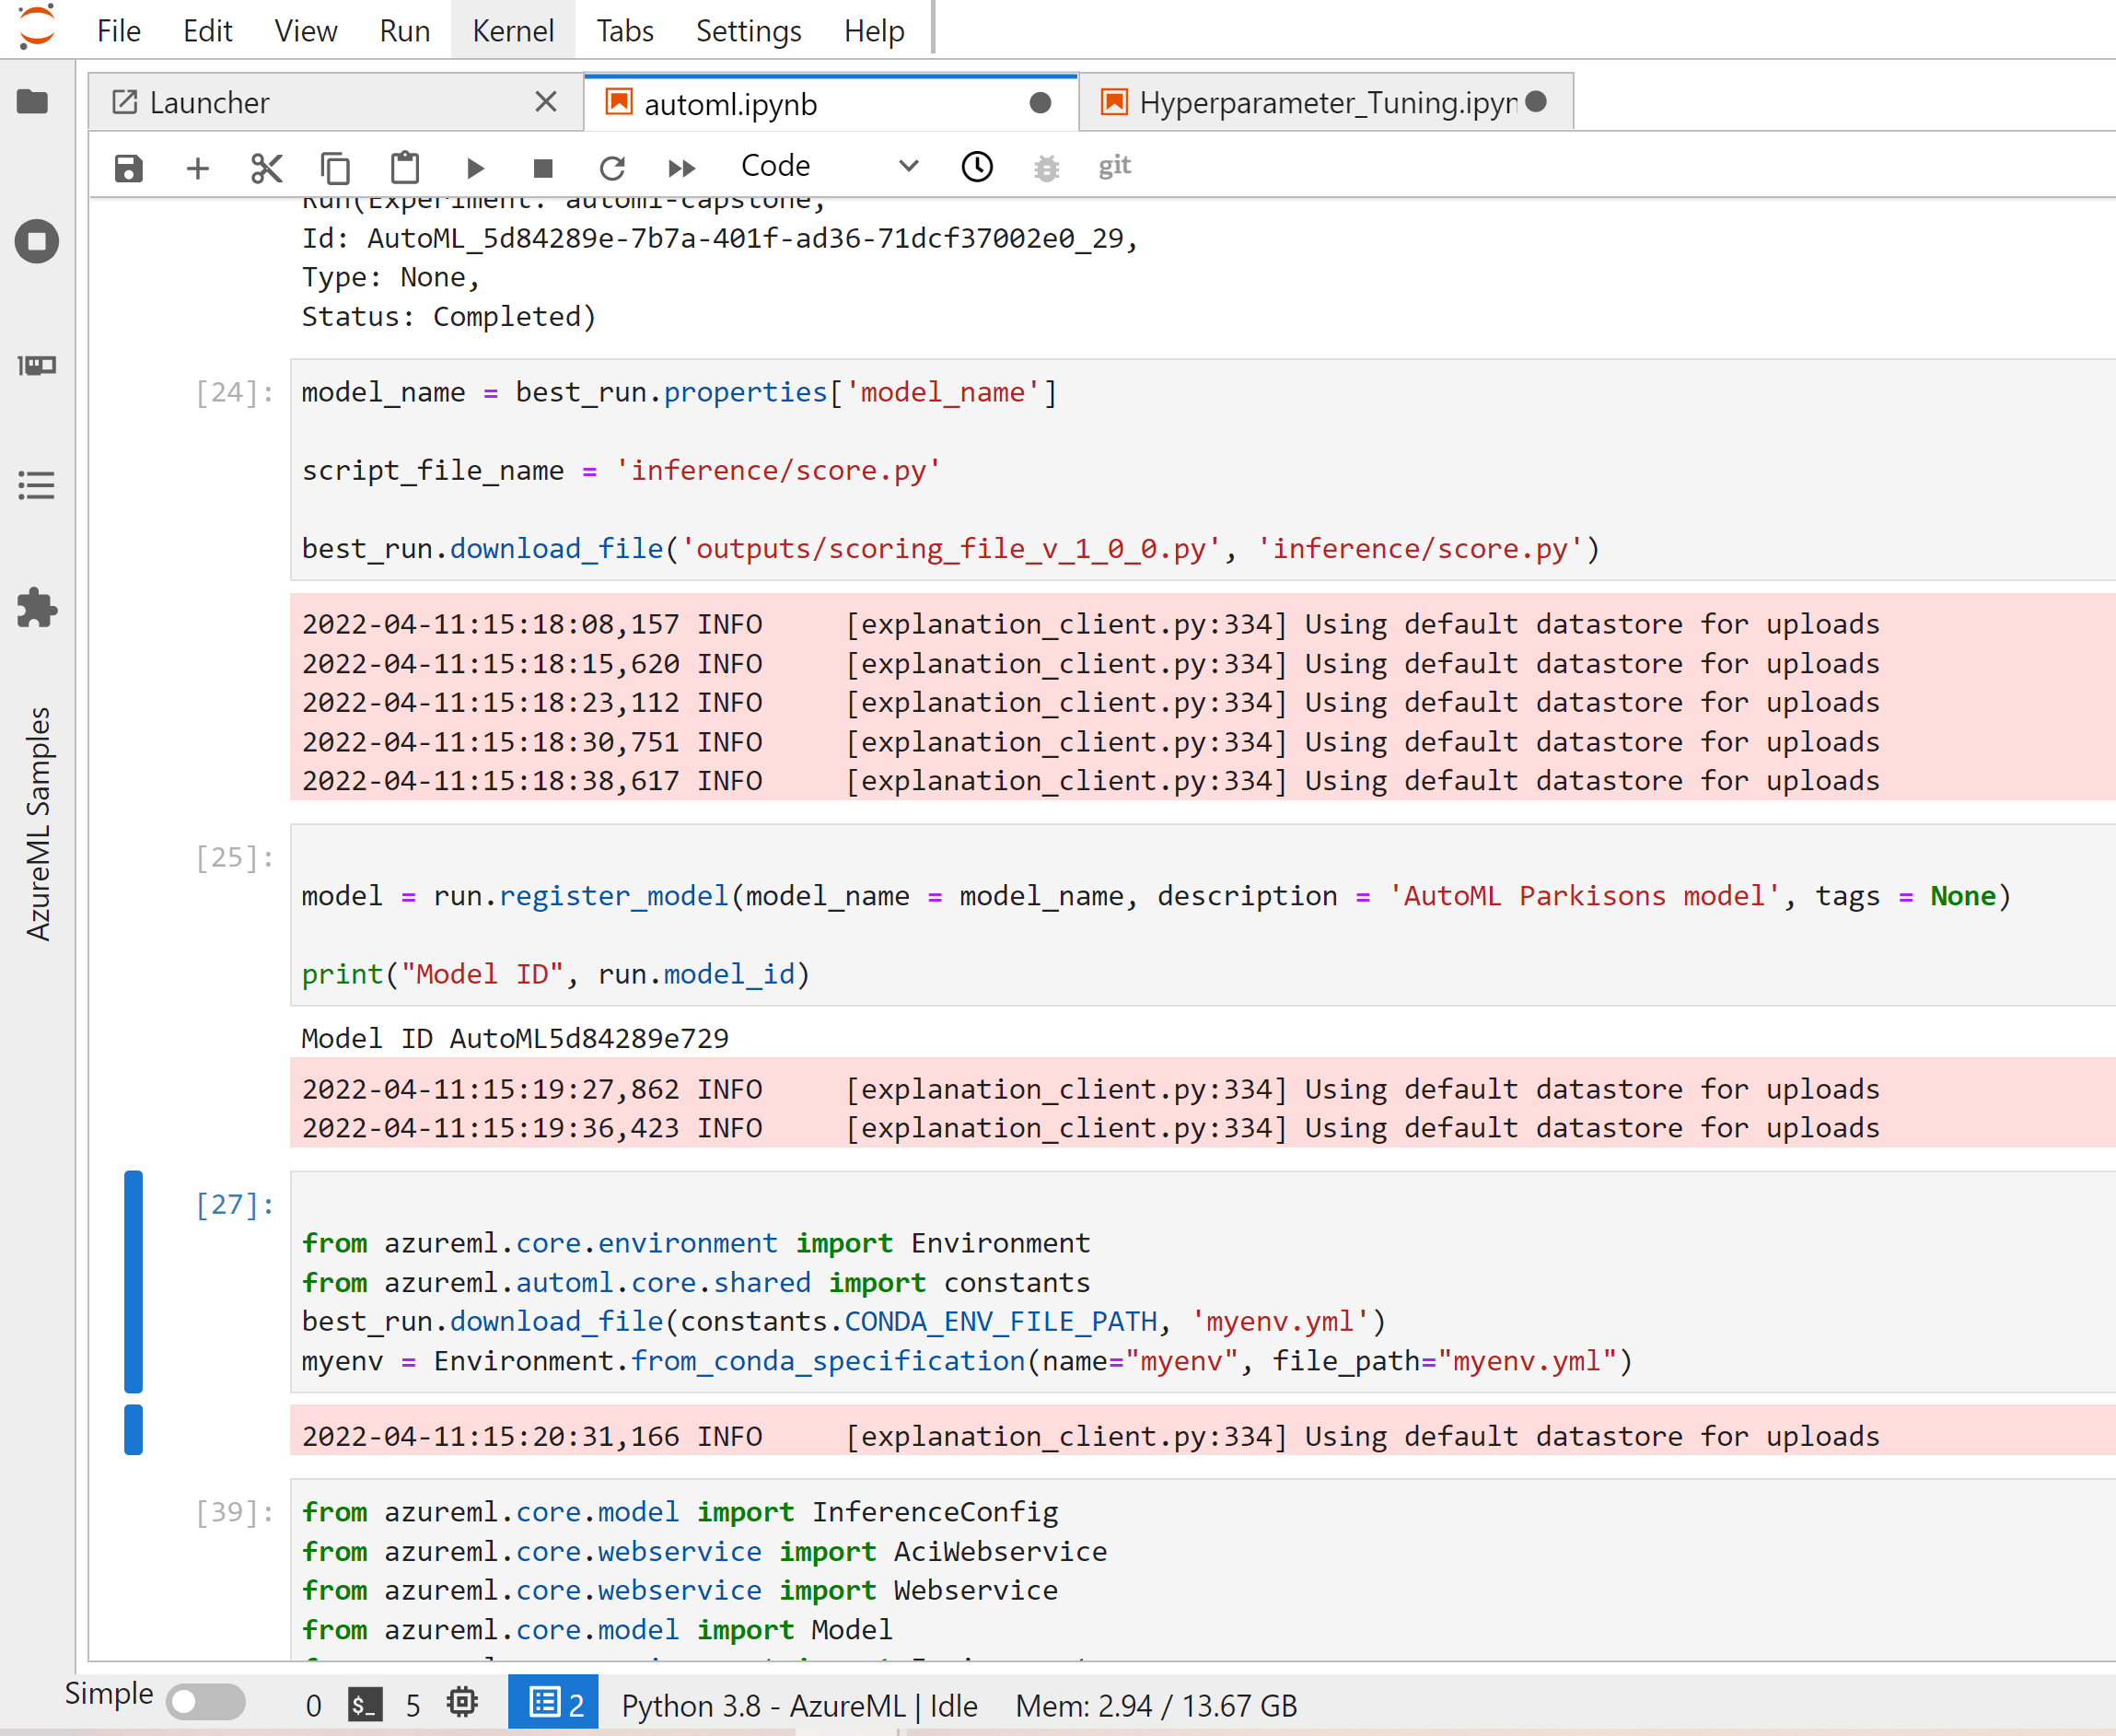 File Edit View Run Kernel Tabs Settings Help
Launcher
automl.ipynb
Hyperparameter_Tuning.ipyn
Code
git
Run(Experiment: automl-capstone,
Id: AutoML_5d84289e-7b7a-401f-ad36-71dcf37002e0_29,
Type: None,
Status: Completed)
[24]:
model_name = best_run.properties['model_name']
script_file_name = 'inference/score.py'
best_run.download_file('outputs/scoring_file_v_1_0_0.py', 'inference/score.py')
2022-04-11:15:18:08,157 INFO     [explanation_client.py:334] Using default datastore for uploads
2022-04-11:15:18:15,620 INFO     [explanation_client.py:334] Using default datastore for uploads
2022-04-11:15:18:23,112 INFO     [explanation_client.py:334] Using default datastore for uploads
2022-04-11:15:18:30,751 INFO     [explanation_client.py:334] Using default datastore for uploads
2022-04-11:15:18:38,617 INFO     [explanation_client.py:334] Using default datastore for uploads
AzureML Samples
[25]:
model = run.register_model(model_name = model_name, description = 'AutoML Parkisons model', tags = None)
print("Model ID", run.model_id)
Model ID AutoML5d84289e729
2022-04-11:15:19:27,862 INFO     [explanation_client.py:334] Using default datastore for uploads
2022-04-11:15:19:36,423 INFO     [explanation_client.py:334] Using default datastore for uploads
[27]:
from azureml.core.environment import Environment
from azureml.automl.core.shared import constants
best_run.download_file(constants.CONDA_ENV_FILE_PATH, 'myenv.yml')
myenv = Environment.from_conda_specification(name="myenv", file_path="myenv.yml")
2022-04-11:15:20:31,166 INFO     [explanation_client.py:334] Using default datastore for uploads
[39]:
from azureml.core.model import InferenceConfig
from azureml.core.webservice import AciWebservice
from azureml.core.webservice import Webservice
from azureml.core.model import Model
Simple 0 $_ 5 2 Python 3.8 - AzureML | Idle Mem: 2.94 / 13.67 GB